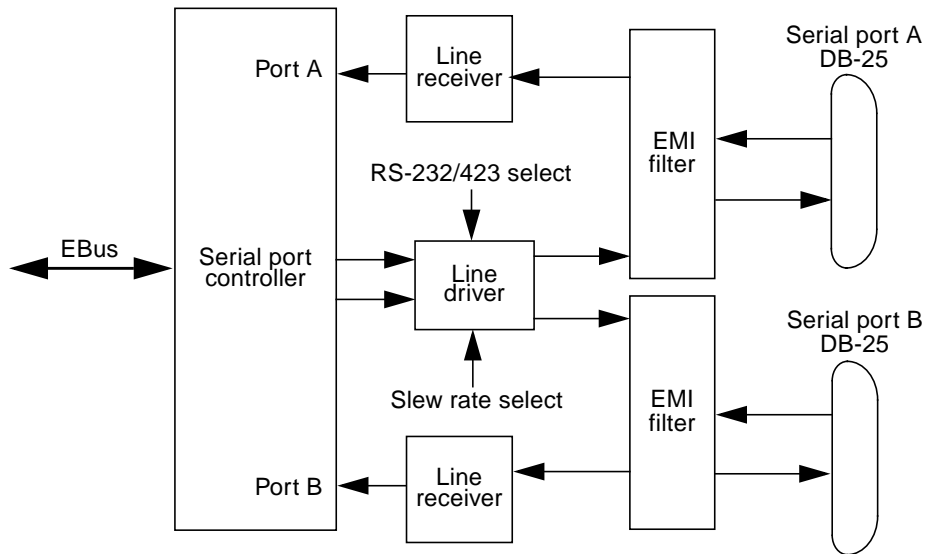 Serial port A
DB-25
Port A
Line
receiver
EMI
filter
RS-232/423 select
EBus
Serial port
controller
Line
driver
Serial port B
DB-25
Slew rate select
EMI
filter
Port B
Line
receiver